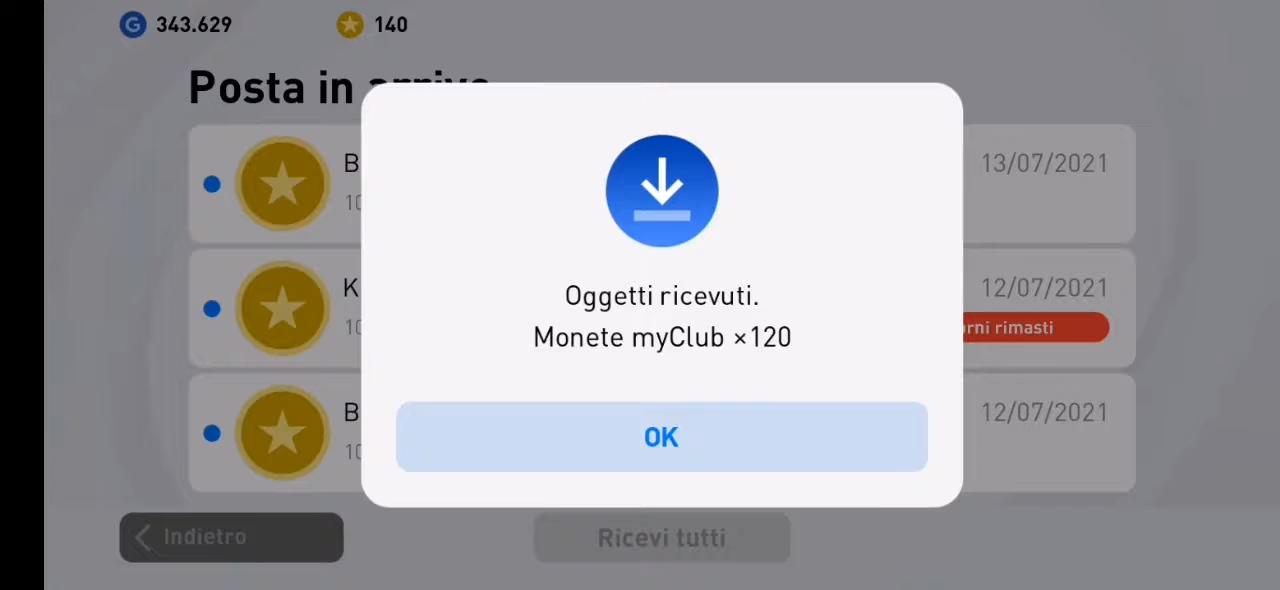 343.629
140
Posta in
13/07/2021
12/07/2021
rimasti
12/07/2021
Oggetti ricevuti.
Monete myClub ×120
OK
Indietro
Ricevi tutti